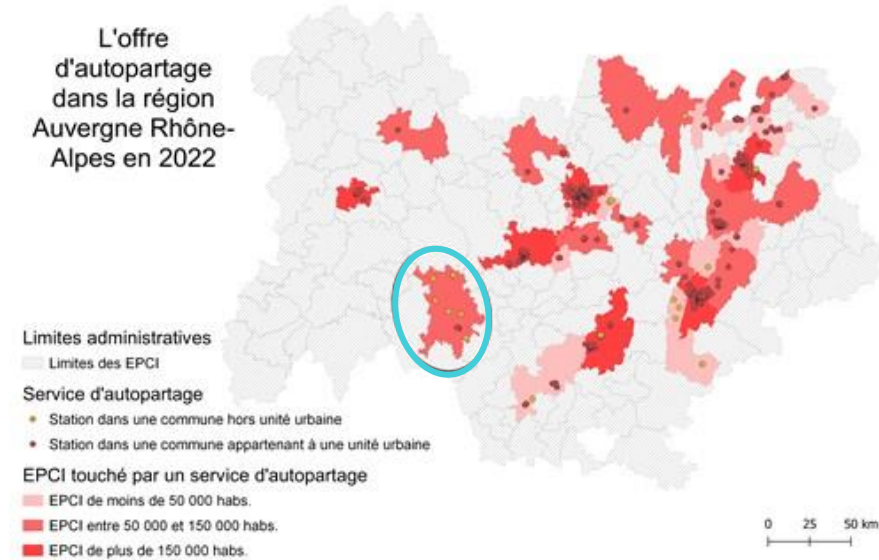 L'offre
d'autopartage
dans la région
Auvergne Rhône-
Alpes en 2022
Limites administratives
Limites des EPCI
Service d'autopartage
Station dans une commune hors unité urbaine
Station dans une commune appartenant à une unité urbaine
EPCI touché par un service d'autopartage
EPCI de moins de 50 000 habs.
EPCI entre 50 000 et 150 000 habs.
EPCI de plus de 150 000 habs.
0 25 50 km